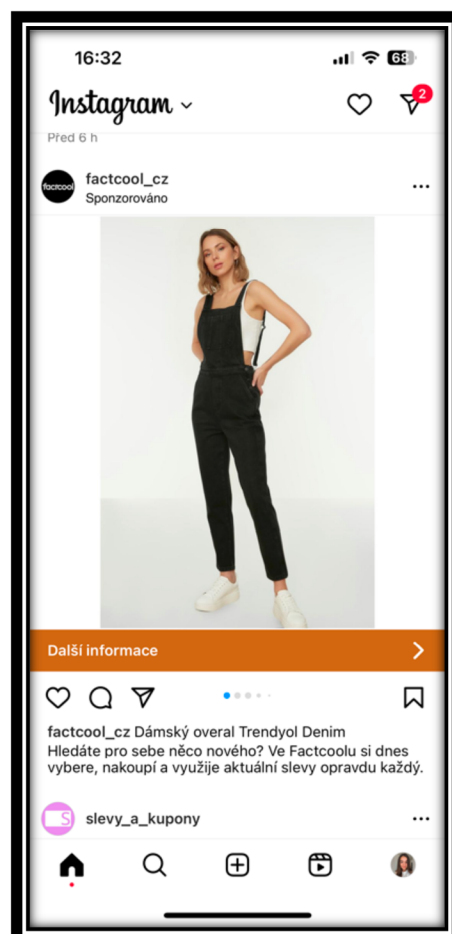 16:32
68
Instagram
2
Před 6 h
factcool
factcool_cz
Sponzorováno
Další informace
factcool_cz Dámský overal Trendyol Denim
Hledáte pro sebe něco nového? Ve Factcoolu si dnes
vybere, nakoupí a využije aktuální slevy opravdu každý.
S
slevy_a_kupony